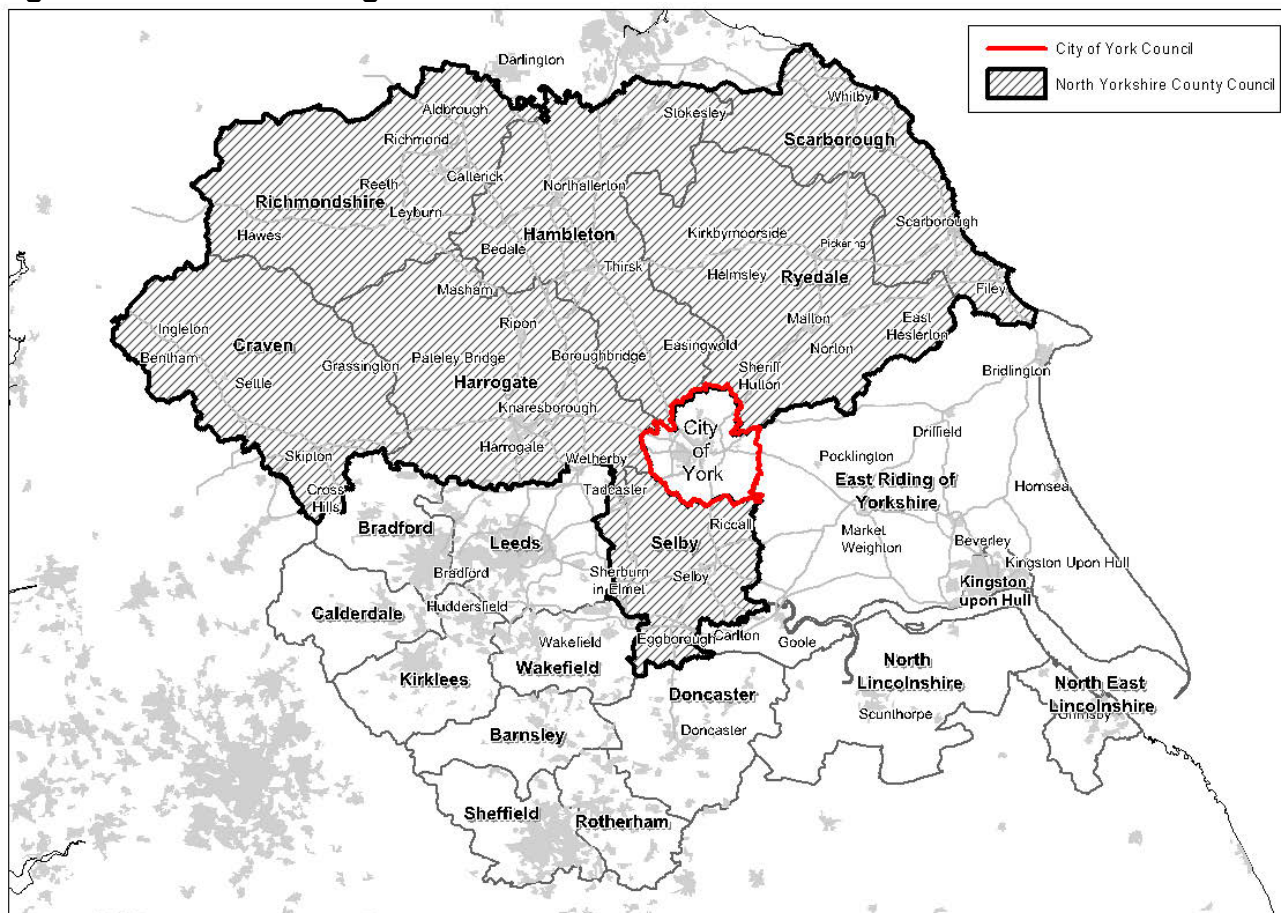 City of York Council
North Yorkshire County Council
Darlington
Aldbrough
Stokesley
Whitby
Richmond
Scarborough
Catterick
Reeth
Northallerton
Richmondshire
Leyburn
Scarborough
Hawes
Hambleton
Kirkbymoorside
Pickering
Bedale
Thirsk
Helmsley
Ryedale
Masham
Filey
Ingleton
Ripon
Malton
East
Heslerton
Craven
Bentham
Grassington
Pateley Bridge
Boroughbridge
Easingwold
Norton
Settle
Harrogate
Sheriff
Hutton
Bridlington
Knaresborough
City
of
York
Driffield
Harrogate
Skipton
Wetherby
Pocklington
Cross
Hills
Tadcaster
East Riding of
Yorkshire
Hornsea
Bradford
Leeds
Riccall
Market
Weighton
Selby
Beverley
Bradford
Sherburn
in Elmet
Selby
Kingston Upon Hull
Kingston
upon Hull
Calderdale
Huddersfield
Wakefield
Eggborough
Carlton
Goole
Wakefield
Kirklees
North
Lincolnshire
Doncaster
North East
Lincolnshire
Scunthorpe
Grimsby
Barnsley
Doncaster
Sheffield
Rotherham